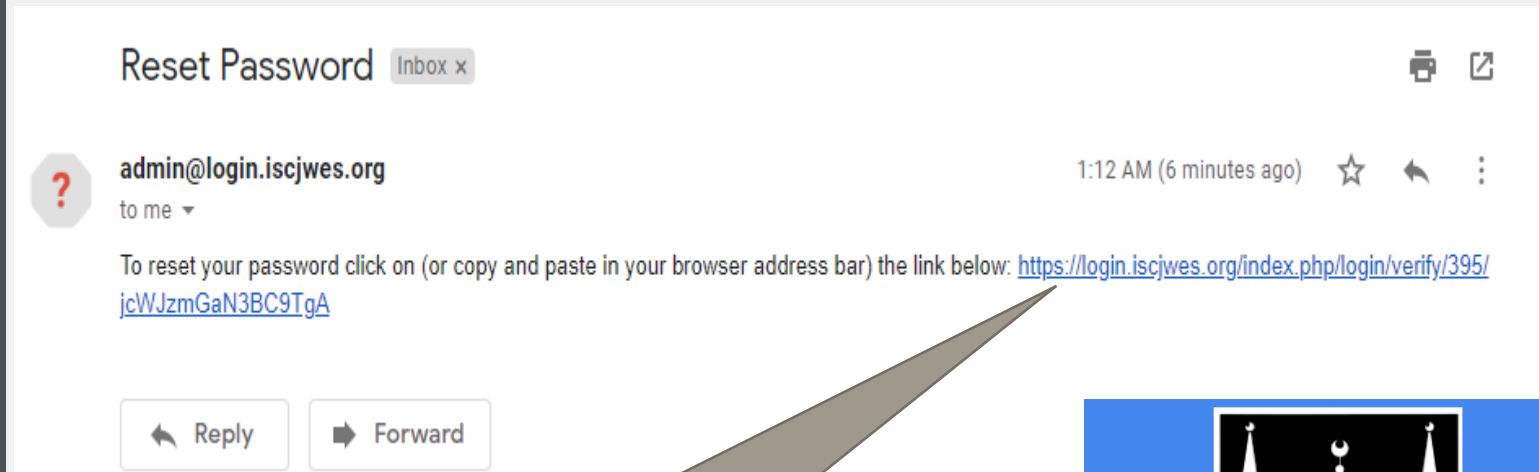 Reset Password Inbox x
admin@login.iscjwes.org 1:12 AM (6 minutes ago)
to me
To reset your password click on (or copy and paste in your browser address bar) the link below: https://login.iscjwes.org/index.php/login/verify/395/
jcWJzmGaN3BC9TgA
Reply Forward